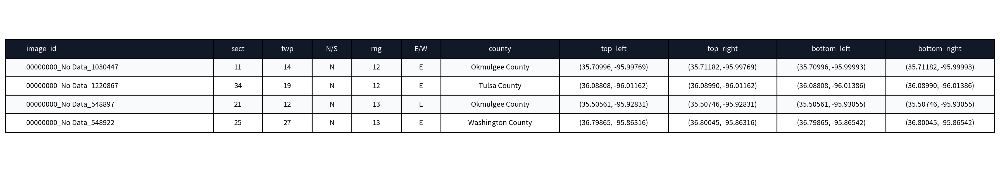 image_id sect twp N/S rng E/W county top_left top_right bottom_left bottom_right
00000000_No Data_1030447 11 14 N 12 E Okmulgee County (35.70996, -95.99769) (35.71182, -95.99769) (35.70996, -95.99993) (35.71182, -95.99993)
00000000_No Data_1220867 34 19 N 12 E Tulsa County (36.08808, -96.01162) (36.08990, -96.01162) (36.08808, -96.01386) (36.08990, -96.01386)
00000000_No Data_548897 21 12 N 13 E Okmulgee County (35.50561, -95.92831) (35.50746, -95.92831) (35.50561, -95.93055) (35.50746, -95.93055)
00000000_No Data_548922 25 27 N 13 E Washington County (36.79865, -95.86316) (36.80045, -95.86316) (36.79865, -95.86542) (36.80045, -95.86542)